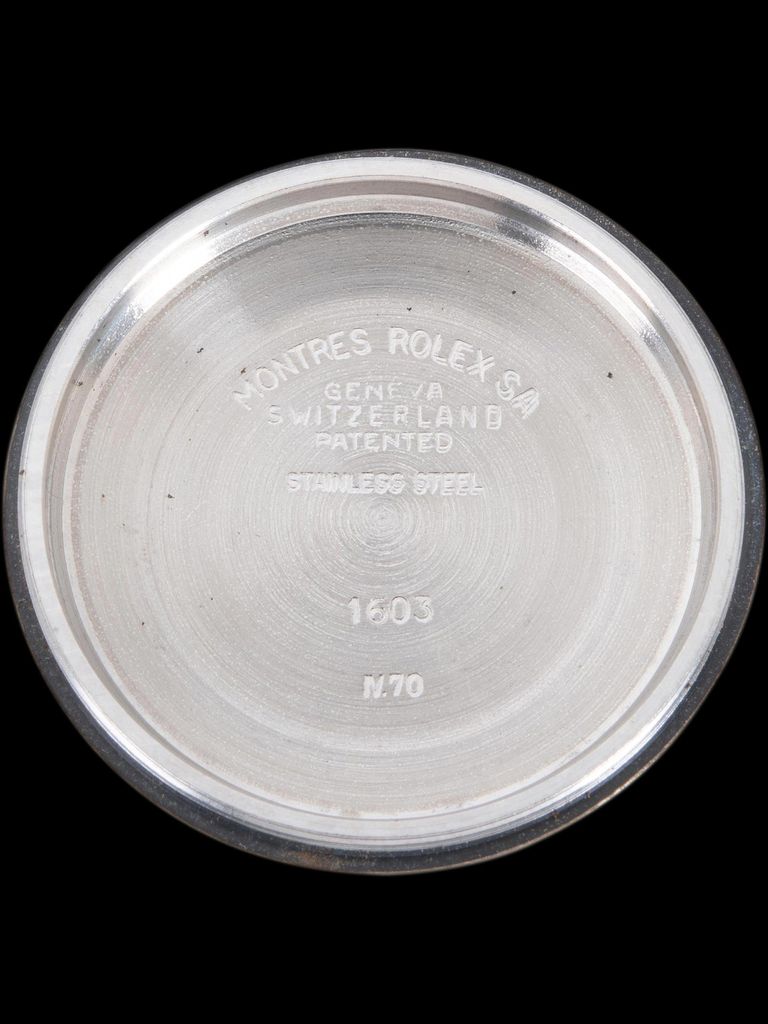 MONTRES ROLEX SA
GENEVA
SWITZERLAND
PATENTED
STAINLESS STEEL
1603
IV.70